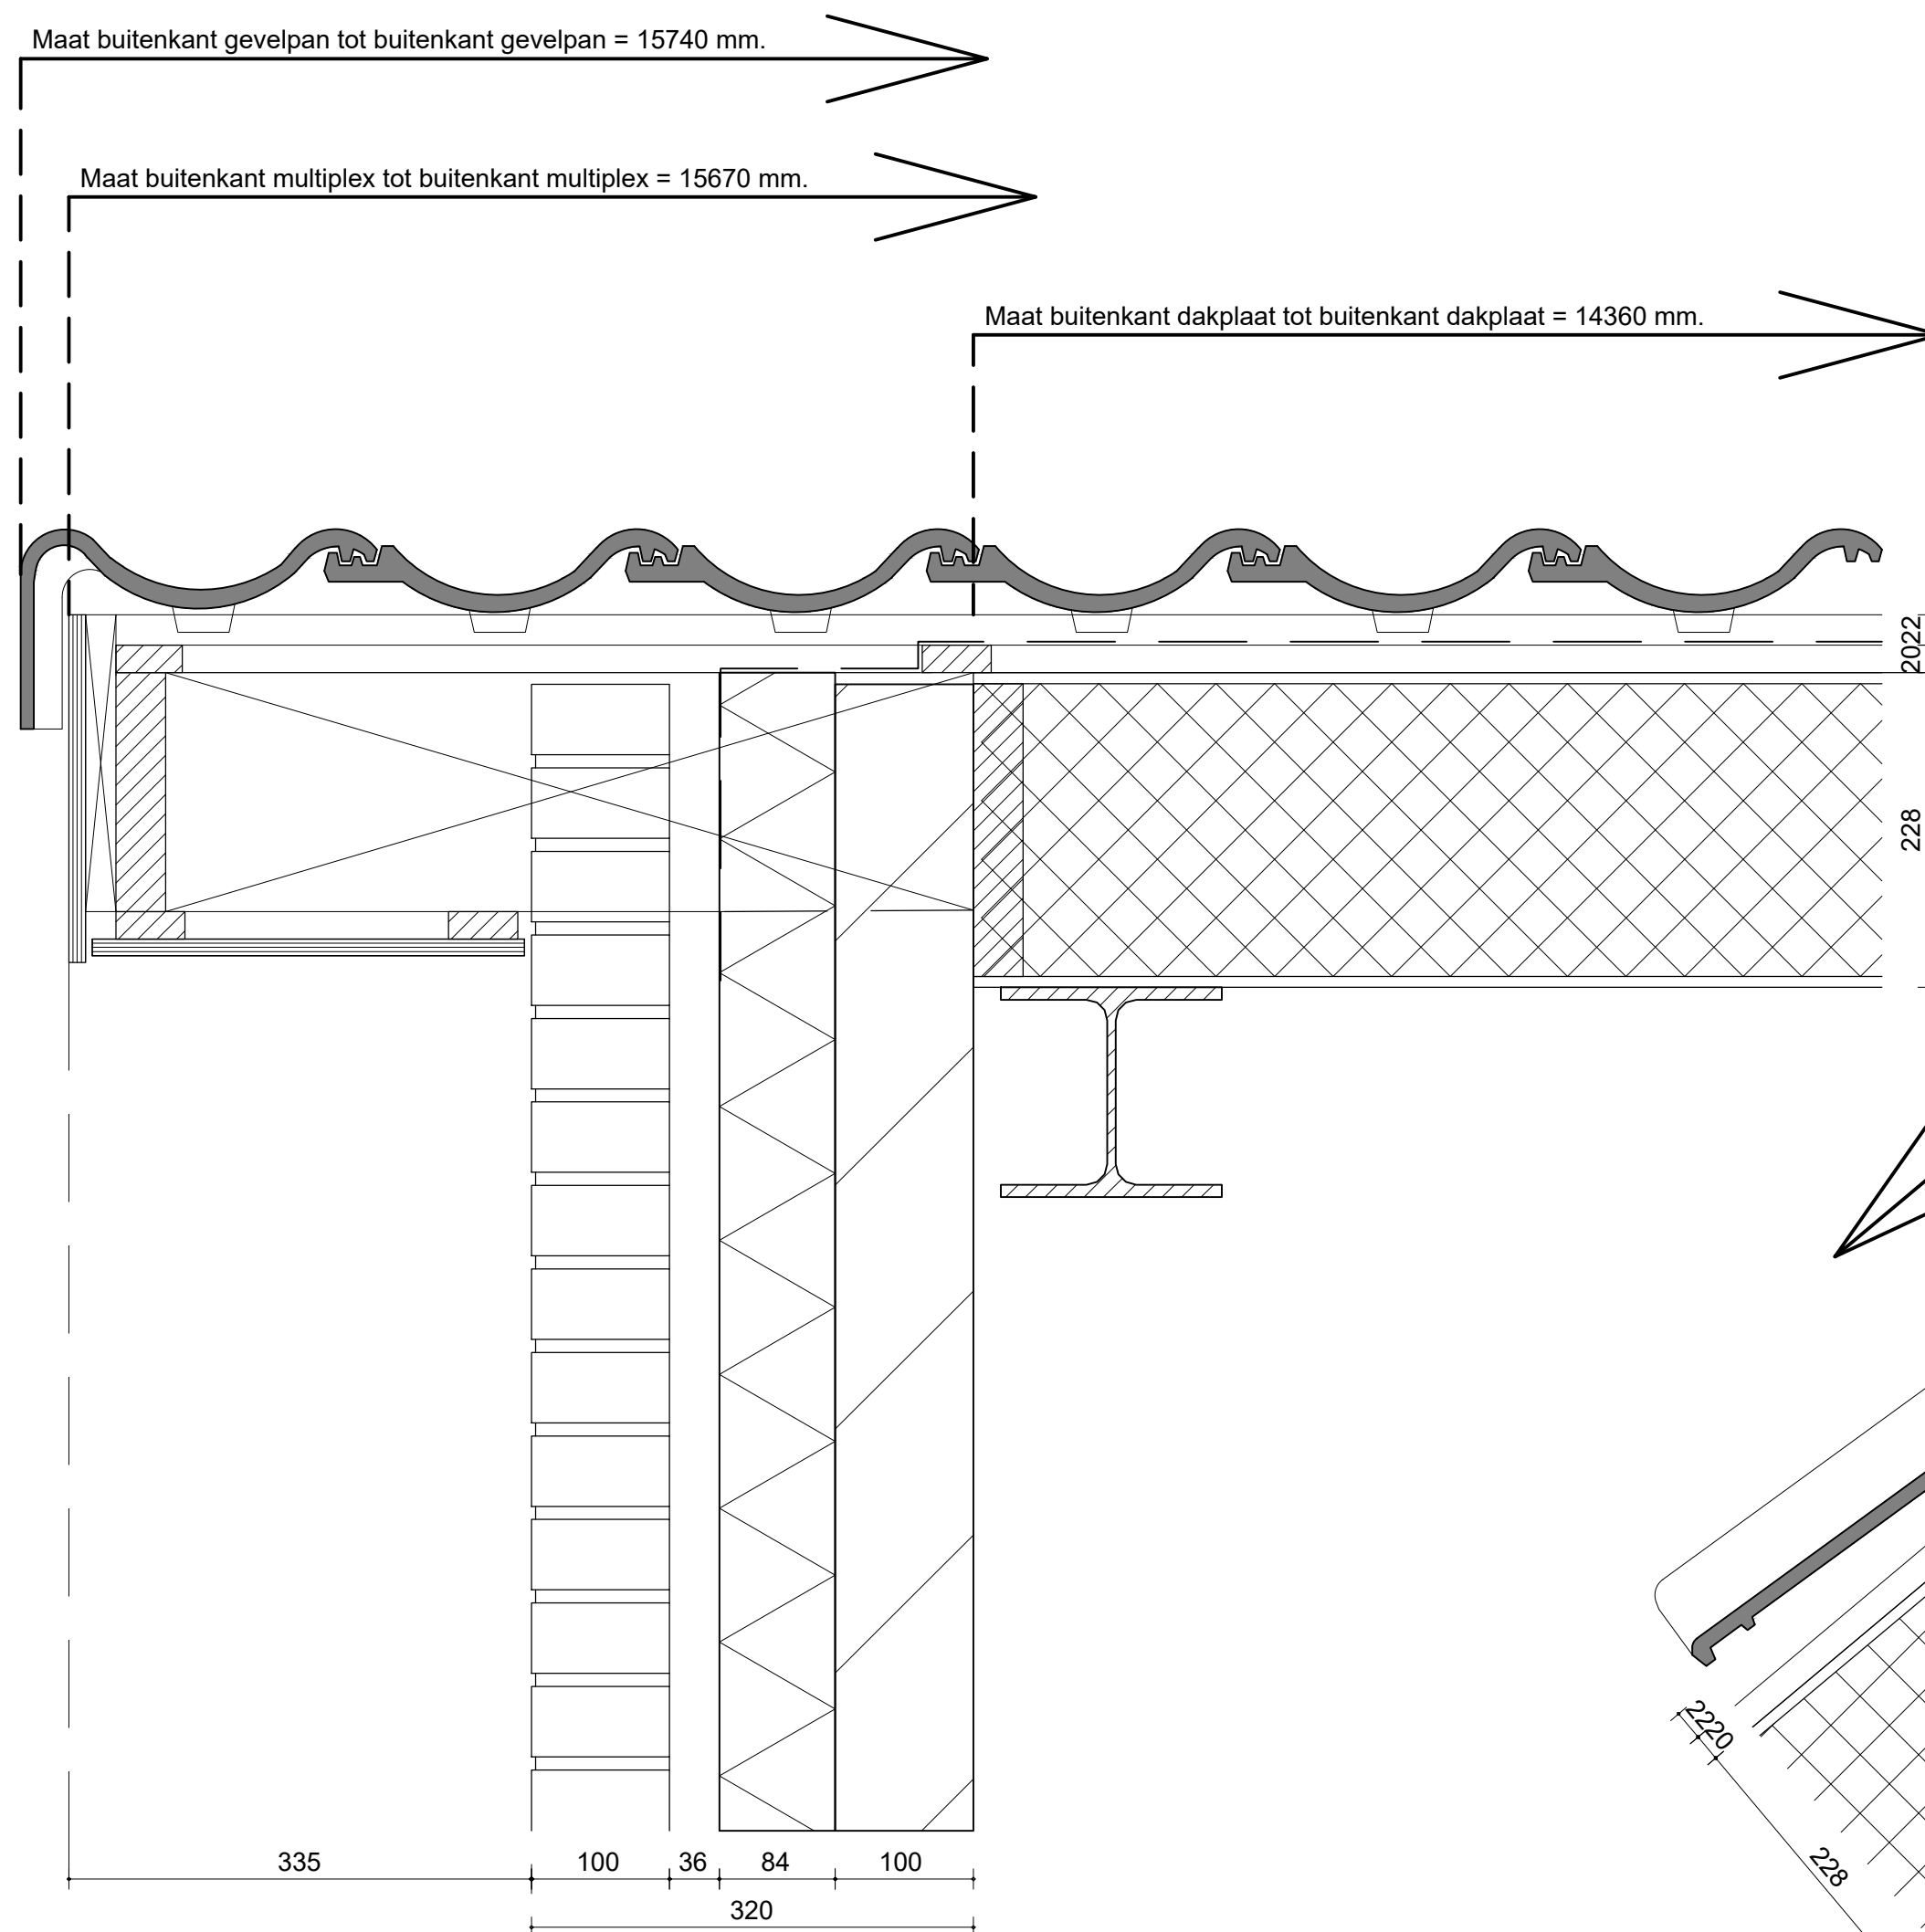 Maat buitenkant gevelpan tot buitenkant gevelpan = 15740 mm.
Maat buitenkant multiplex tot buitenkant multiplex = 15670 mm.
Maat buitenkant dakplaat tot buitenkant dakplaat = 14360 mm.
2022
228
2220
228
335 100 36 84 100
320